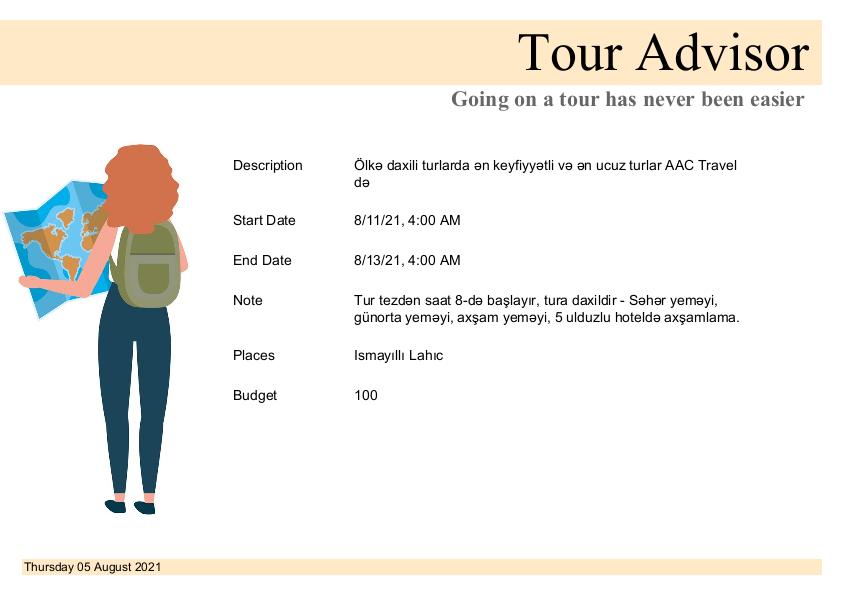 Tour Advisor
Going on a tour has never been easier
Description Ölkə daxili turlarda ən keyfiyyətli və ən ucuz turlar AAC Travel
də
Start Date 8/11/21, 4:00 AM
End Date 8/13/21, 4:00 AM
Note Tur tezdən saat 8-də başlayır, tura daxildir - Səhər yeməyi,
günorta yeməyi, axşam yeməyi, 5 ulduzlu hoteldə axşamlama.
Places Ismayıllı Lahıc
Budget 100
Thursday 05 August 2021